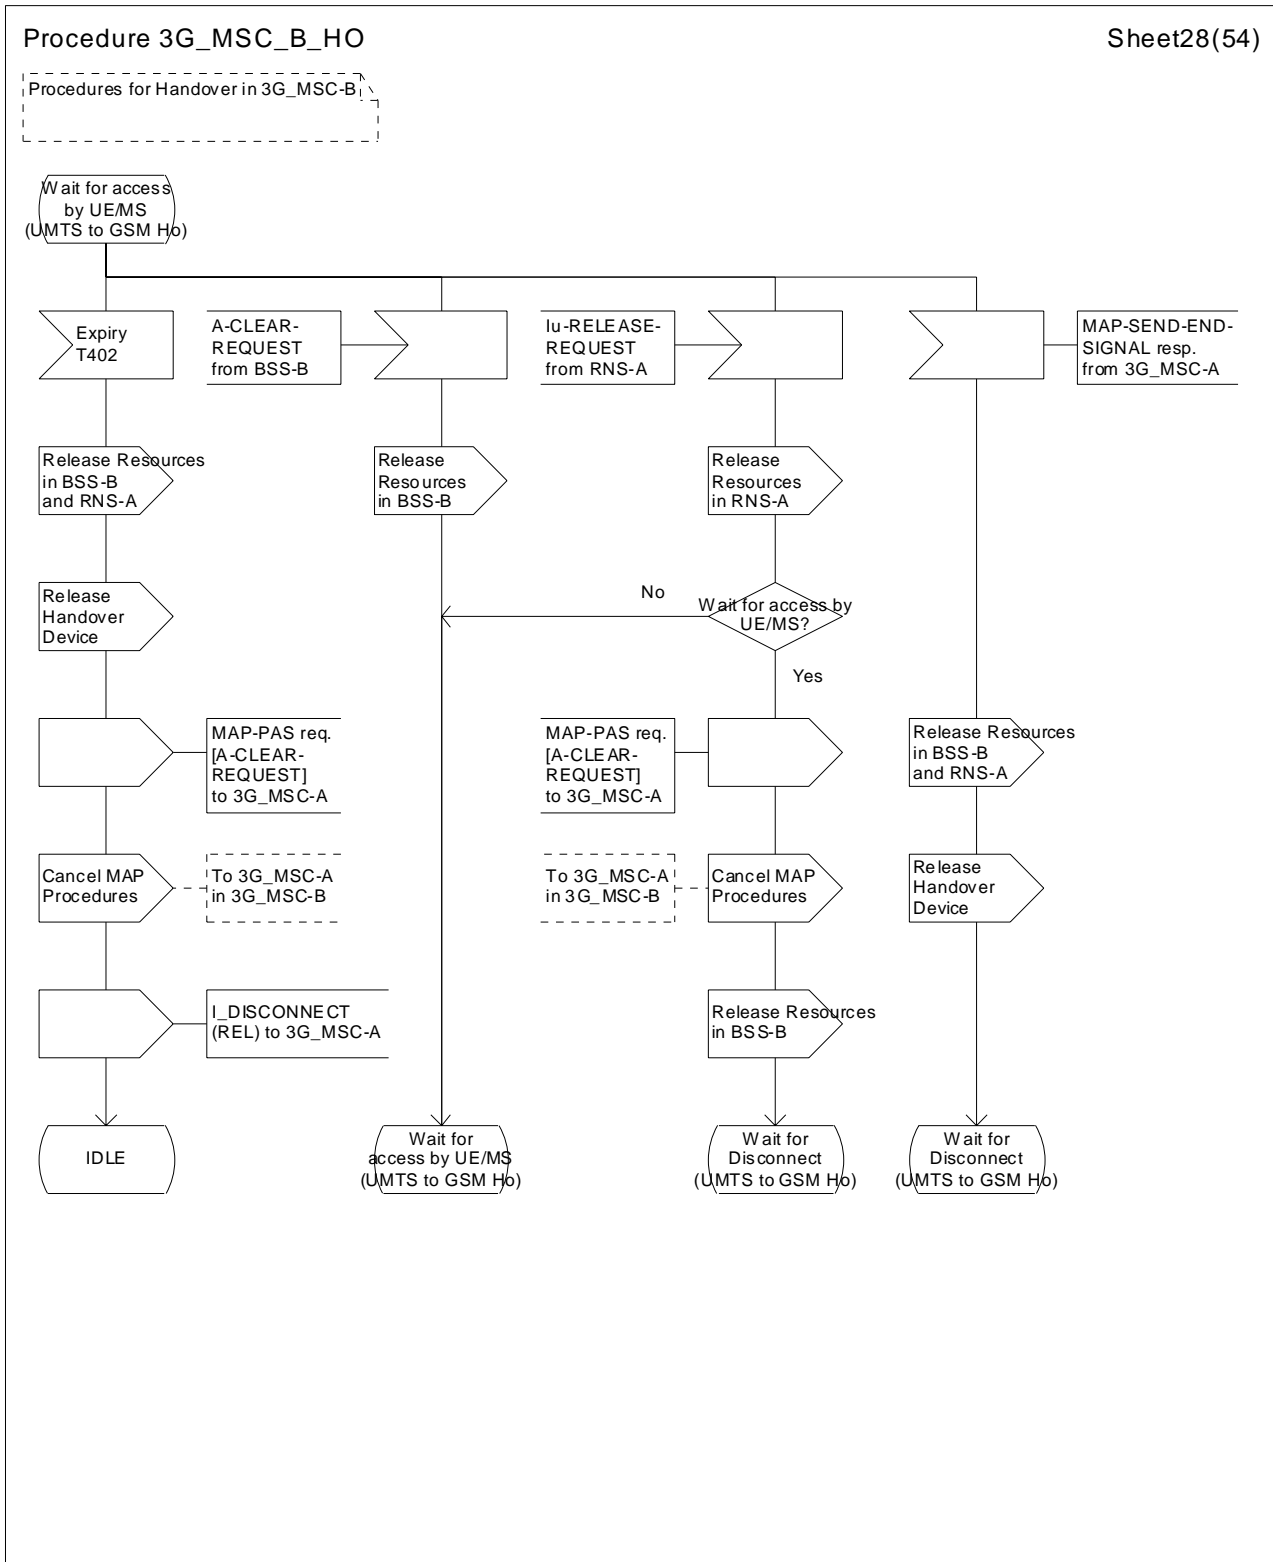 Procedure 3G_MSC_B_HO
Sheet28(54)
Procedures for Handover in 3G_MSC-B
Wait for access
by UE/MS
(UMTS to GSM Ho)
Expiry
T402
A-CLEAR-
REQUEST
from BSS-B
Iu-RELEASE-
REQUEST
from RNS-A
MAP-SEND-END-
SIGNAL resp.
from 3G_MSC-A
Release Resources
in BSS-B
and RNS-A
Release
Resources
in BSS-B
Release
Resources
in RNS-A
Release
Handover
Device
No
Wait for access by
UE/MS?
Yes
MAP-PAS req.
[A-CLEAR-
REQUEST]
to 3G_MSC-A
MAP-PAS req.
[A-CLEAR-
REQUEST]
to 3G_MSC-A
Release Resources
in BSS-B
and RNS-A
Cancel MAP
Procedures
To 3G_MSC-A
in 3G_MSC-B
To 3G_MSC-A
in 3G_MSC-B
Cancel MAP
Procedures
Release
Handover
Device
I_DISCONNECT
(REL) to 3G_MSC-A
Release Resources
in BSS-B
IDLE
Wait for
access by UE/MS
(UMTS to GSM Ho)
Wait for
Disconnect
(UMTS to GSM Ho)
Wait for
Disconnect
(UMTS to GSM Ho)